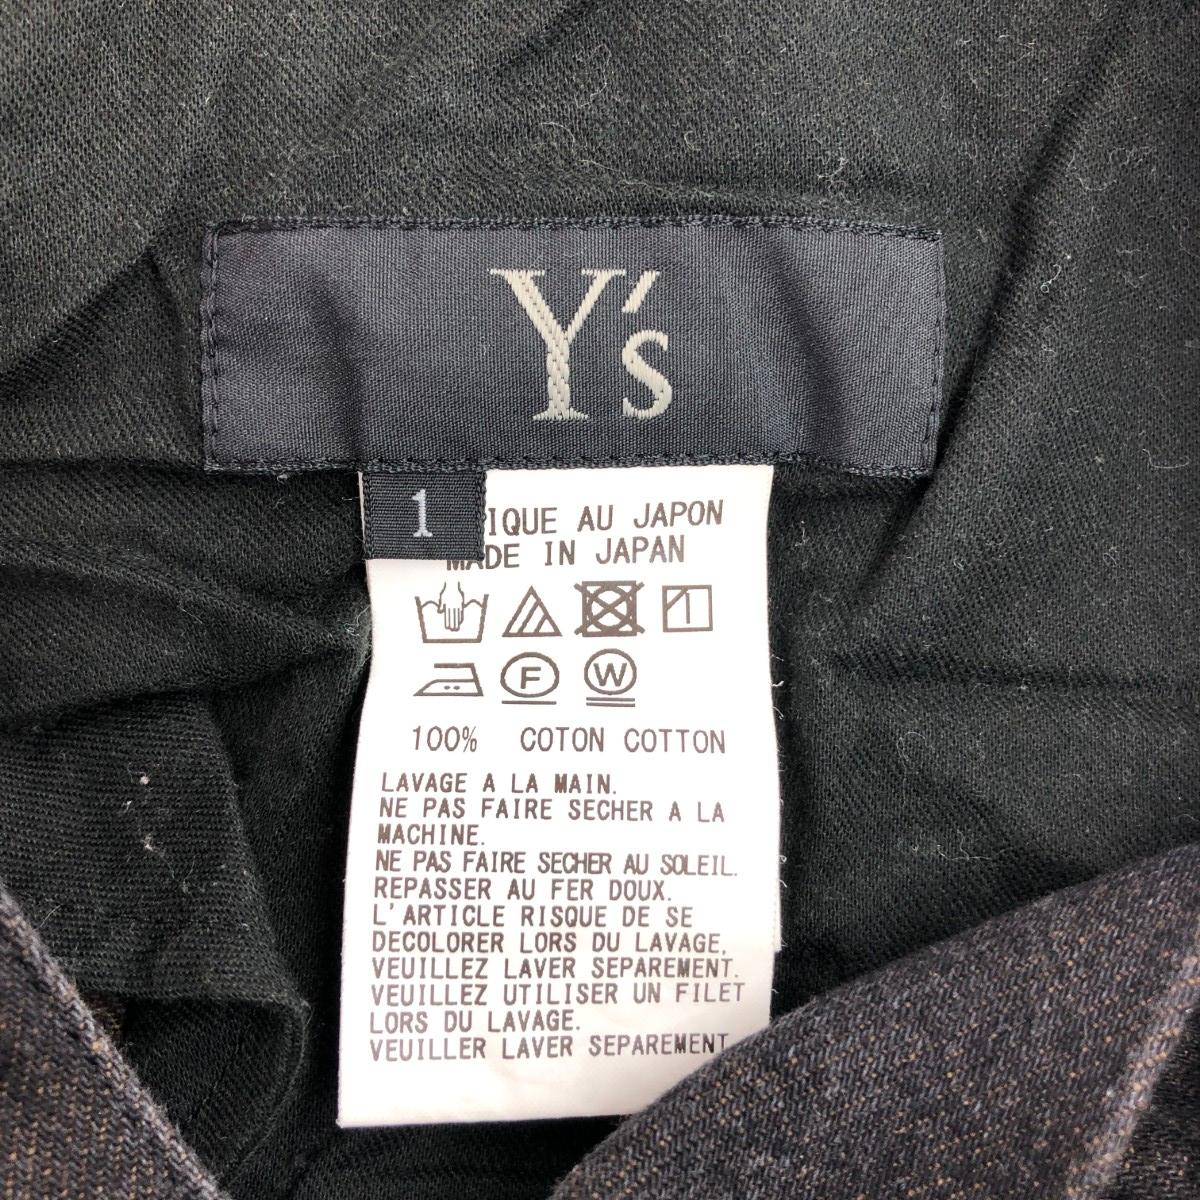 Y's
1
IQUE AU JAPON
MADE IN JAPAN
F W
100% COTON COTTON
LAVAGE A LA MAIN.
NE PAS FAIRE SECHER A LA
MACHINE.
NE PAS FAIRE SECHER AU SOLEIL.
REPASSER AU FER DOUX.
L'ARTICLE RISQUE DE SE
DECOLORER LORS DU LAVAGE,
VEUILLEZ LAVER SEPAREMENT.
VEUILLEZ UTILISER UN FILET
LORS DU LAVAGE.
VEUILLER LAVER SEPAREMENT